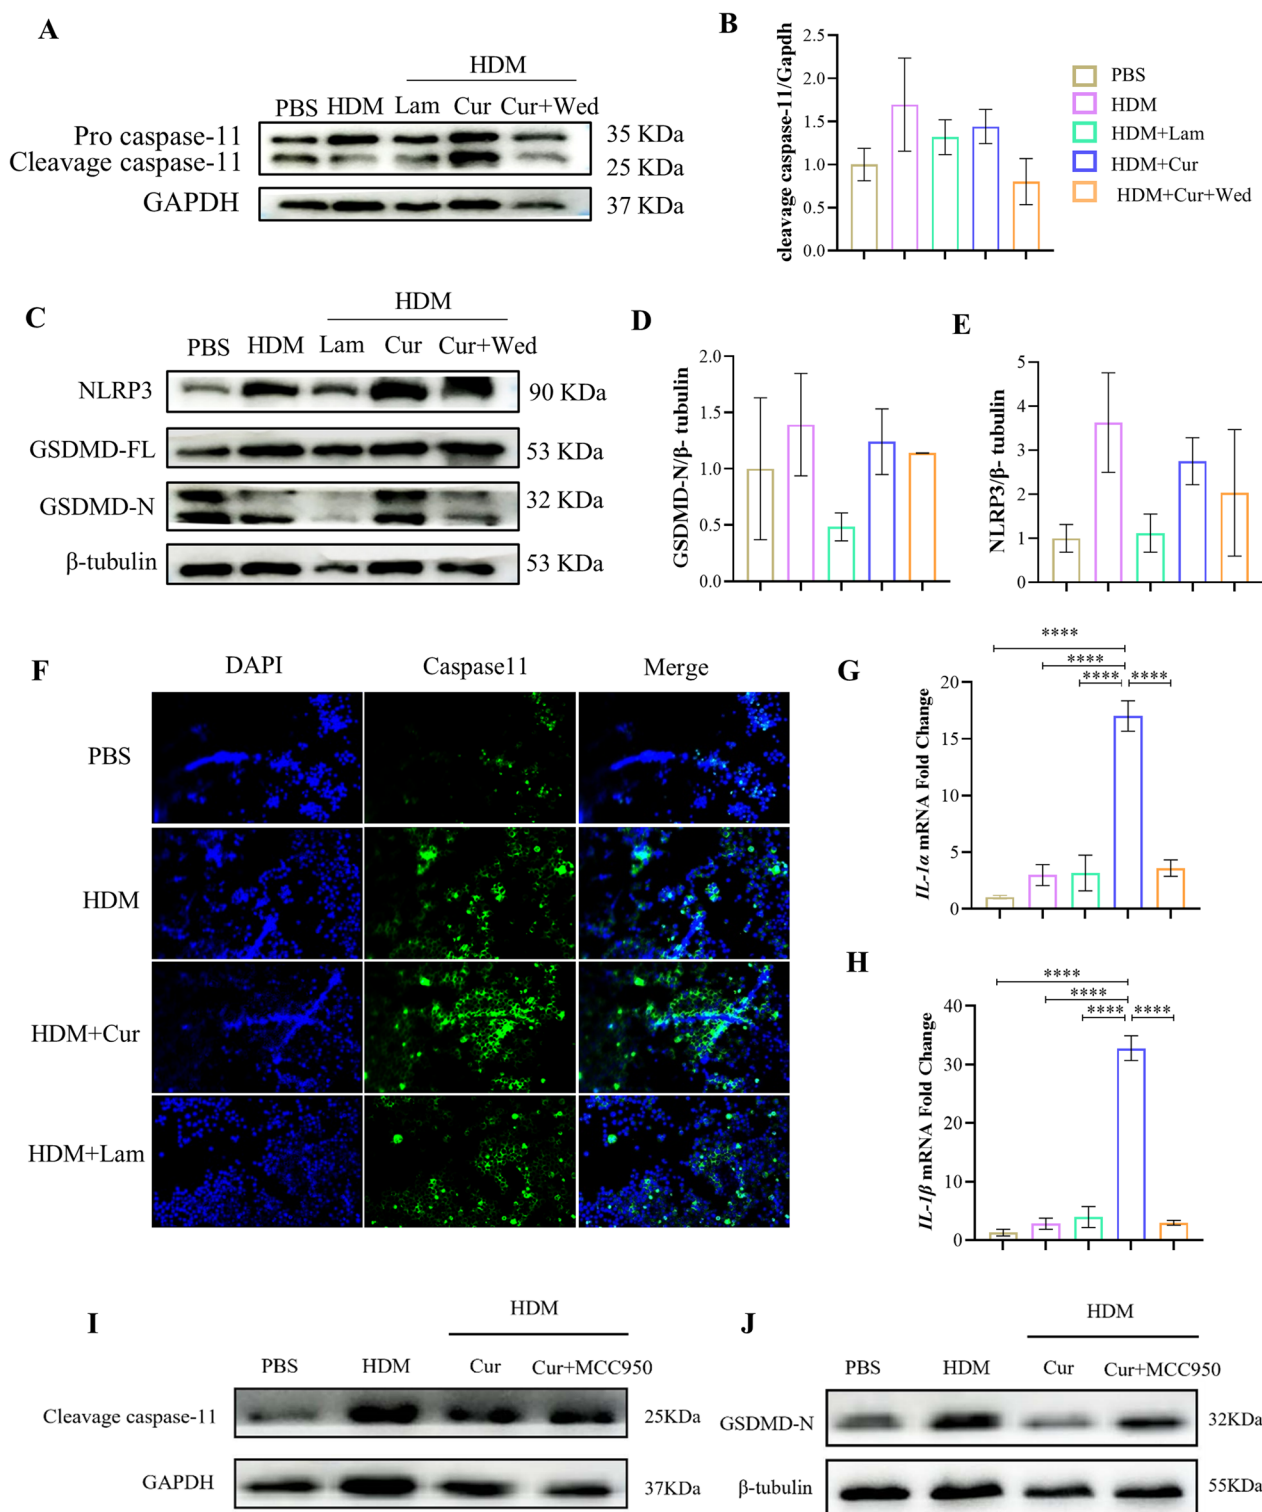 A
HDM
PBS HDM Lam Cur Cur+Wed
Pro caspase-11 35 KDa
Cleavage caspase-11 25 KDa
GAPDH 37 KDa
B
cleavage caspase-11/Gapdh
2.5
2.0
1.5
1.0
0.5
0.0
PBS
HDM
HDM+Lam
HDM+Cur
HDM+Cur+Wed
C
HDM
PBS HDM Lam Cur Cur+Wed
NLRP3 90 KDa
GSDMD-FL 53 KDa
GSDMD-N 32 KDa
β-tubulin 53 KDa
D
GSDMD-N/β- tubulin
2.0
1.5
1.0
0.5
0.0
E
NLRP3/β- tubulin
5
4
3
2
1
0
F
DAPI Caspase11 Merge
PBS
HDM
HDM+Cur
HDM+Lam
G
IL-1α mRNA Fold Change
****
****
**** ****
20
15
10
5
0
H
IL-1β mRNA Fold Change
****
****
**** ****
40
30
20
10
0
I
HDM
PBS HDM Cur Cur+MCC950
Cleavage caspase-11 25KDa
GAPDH 37KDa
J
HDM
PBS HDM Cur Cur+MCC950
GSDMD-N 32KDa
β-tubulin 55KDa